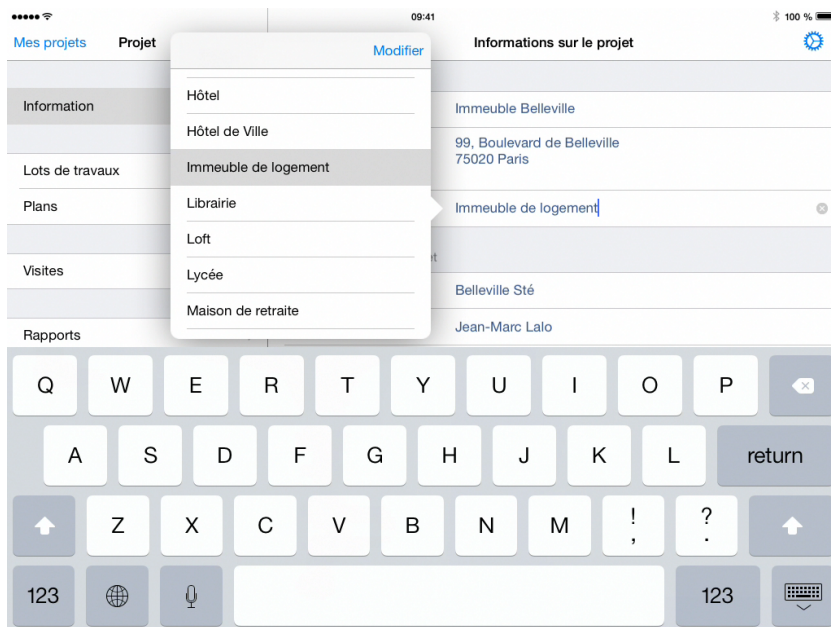 09:41
100 %
Mes projets
Projet
Modifier
Informations sur le projet
Information
Lots de travaux
Plans
Visites
Rapports
Hôtel
Hôtel de Ville
Immeuble de logement
Librairie
Loft
Lycée
Maison de retraite
Immeuble Belleville
99, Boulevard de Belleville
75020 Paris
Immeuble de logement
et
Belleville Sté
Jean-Marc Lalo
Q W E R T Y U I O P
A S D F G H J K L return
Z X C V B N M ! , ? .
123 123